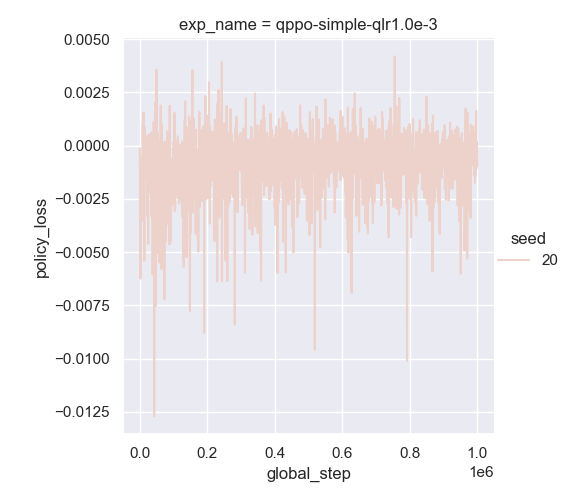 exp_name = qppo-simple-qlr1.0e-3
0.0050
0.0025
0.0000
−0.0025
−0.0050
−0.0075
−0.0100
−0.0125
policy_loss
0.0 0.2 0.4 0.6 0.8 1.0
1e6
global_step
seed
20